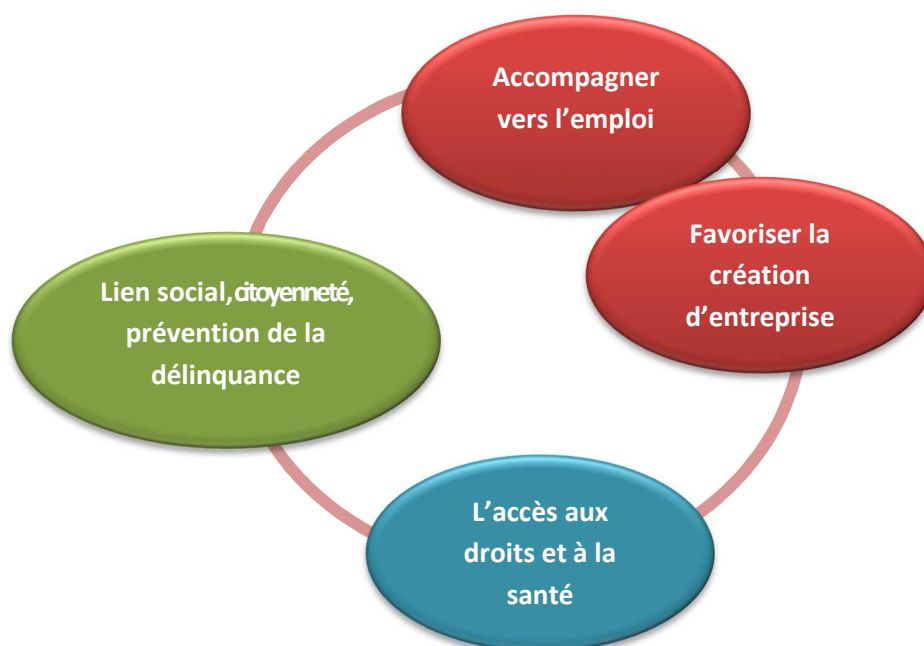 Accompagner
vers l’emploi
Favoriser la
création
d’entreprise
Lien social, citoyenneté,
prévention de la
délinquance
L’accès aux
droits et à la
santé